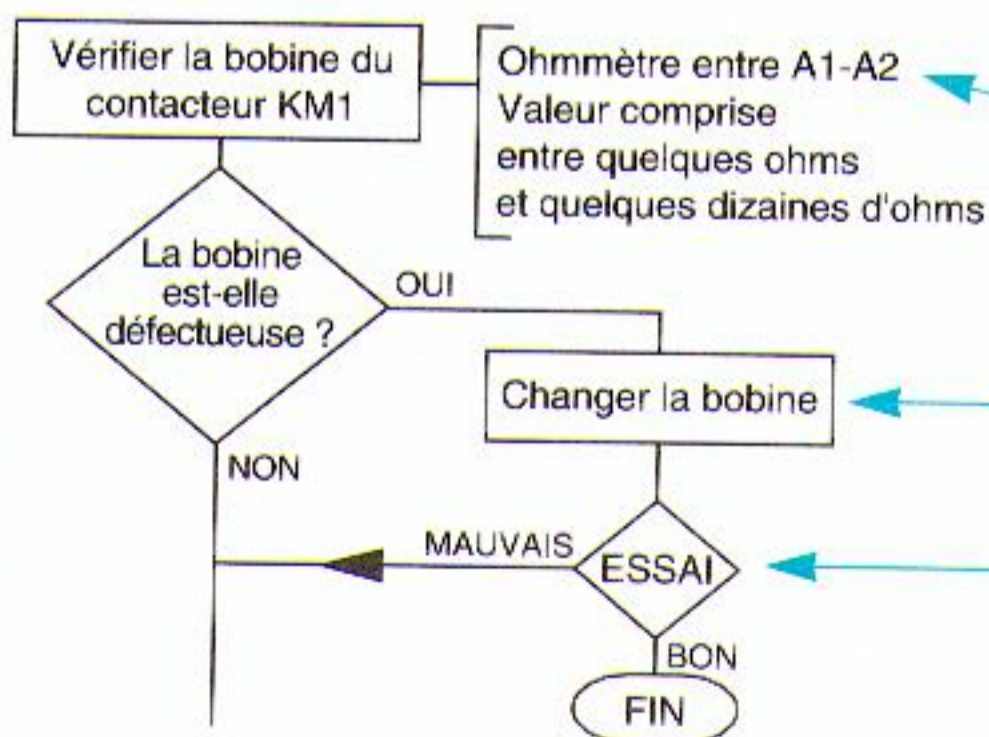 Vérifier la bobine du
contacteur KM1
Ohmmètre entre A1-A2
Valeur comprise
entre quelques ohms
et quelques dizaines d'ohms
La bobine
est-elle
défectueuse ?
OUI
Changer la bobine
NON
MAUVAIS
ESSAI
BON
FIN